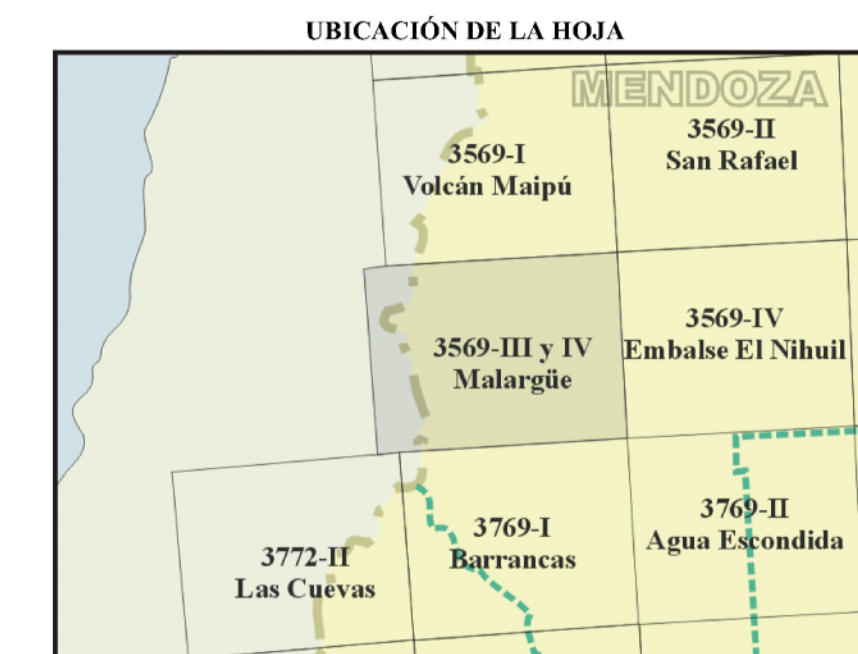 UBICACIÓN DE LA HOJA
MENDOZA
3569-I
Volcán Maipú
3569-II
San Rafael
3569-III y IV
Malargüe
3569-IV
Embalse El Nihuil
3772-II
Las Cuevas
3769-I
Barrancas
3769-II
Agua Escondida